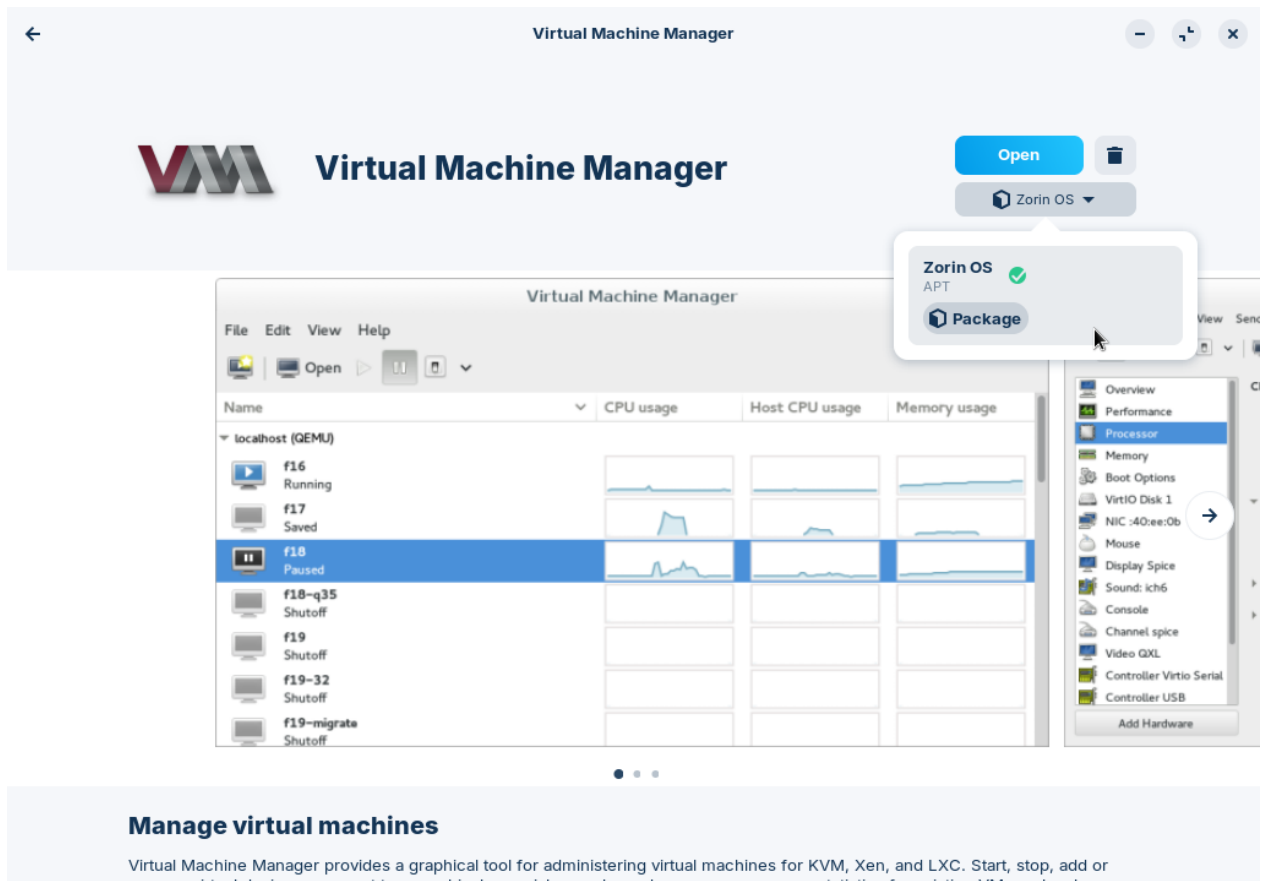 Virtual Machine Manager
VM
Virtual Machine Manager
Open
Zorin OS
Zorin OS
APT
Package
Virtual Machine Manager
File Edit View Help
Open
Name CPU usage Host CPU usage Memory usage
localhost (QEMU)
f16
Running
f17
Saved
f18
Paused
f18-q35
Shutoff
f19
Shutoff
f19-32
Shutoff
f19-migrate
Shutoff
View
Overview
Performance
Processor
Memory
Boot Options
VirtIO Disk 1
NIC :40:ee:0b
Mouse
Display Spice
Sound: ich6
Console
Channel spice
Video QXL
Controller Virtio Serial
Controller USB
Add Hardware
Manage virtual machines
Virtual Machine Manager provides a graphical tool for administering virtual machines for KVM, Xen, and LXC. Start, stop, add or